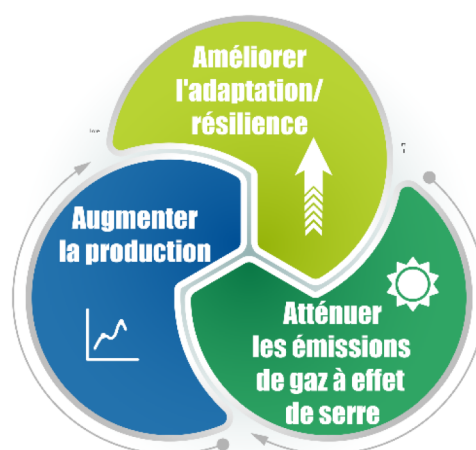 Améliorer
l'adaptation/
résilience
Augmenter
la production
Atténuer
les émissions
de gaz à effet
de serre